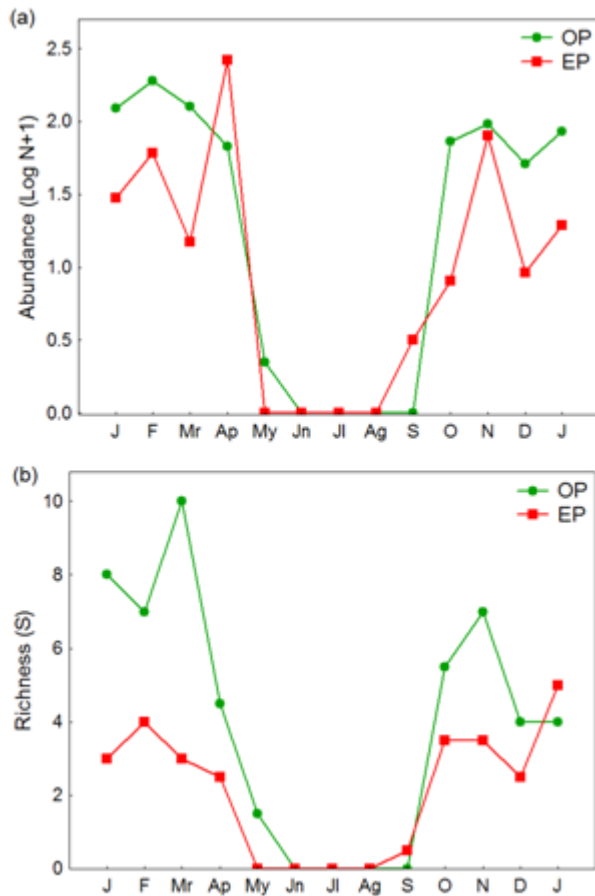 (a)
OP
EP
2.5
2.0
1.5
1.0
0.5
0.0
Abundance (Log N+1)
J F Mr Ap My Jn Jl Ag S O N D J
(b)
OP
EP
10
8
6
4
2
0
Richness (S)
J F Mr Ap My Jn Jl Ag S O N D J